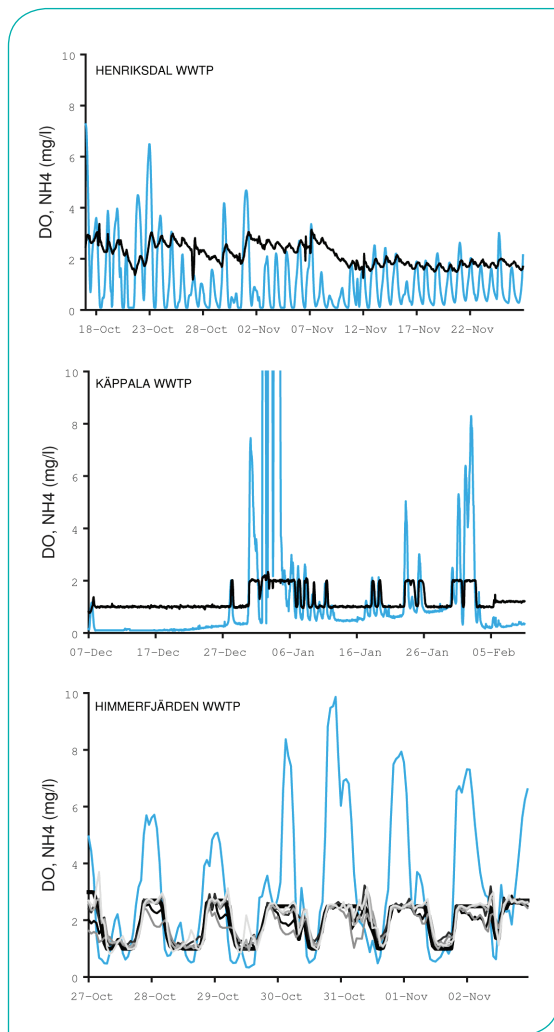 10
HENRIKSDAL WWTP
8
6
4
2
0
DO, NH4 (mg/l)
18-Oct 23-Oct 28-Oct 02-Nov 07-Nov 12-Nov 17-Nov 22-Nov
10
KÄPPALA WWTP
8
6
4
2
0
DO, NH4 (mg/l)
07-Dec 17-Dec 27-Dec 06-Jan 16-Jan 26-Jan 05-Feb
10
HIMMERFJÄRDEN WWTP
8
6
4
2
0
DO, NH4 (mg/l)
27-Oct 28-Oct 29-Oct 30-Oct 31-Oct 01-Nov 02-Nov